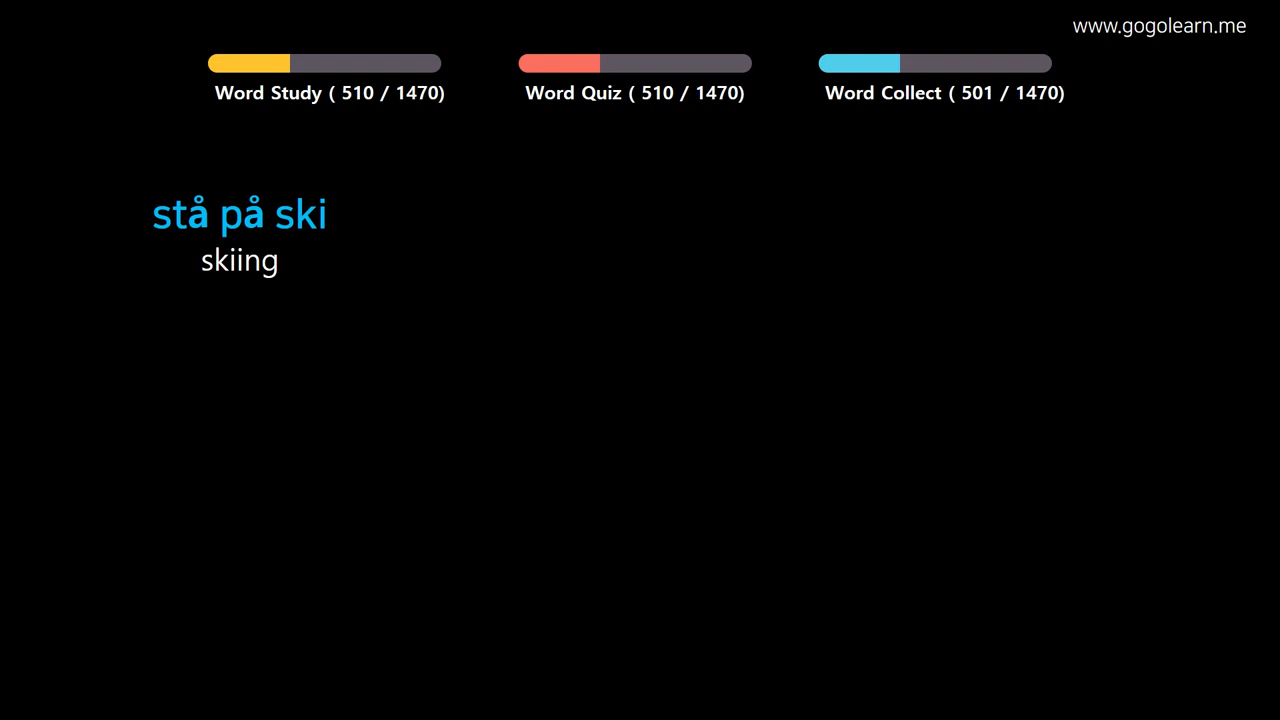 www.gogolearn.me
Word Study ( 510 / 1470)
Word Quiz ( 510 / 1470)
Word Collect ( 501 / 1470)
stå på ski
skiing